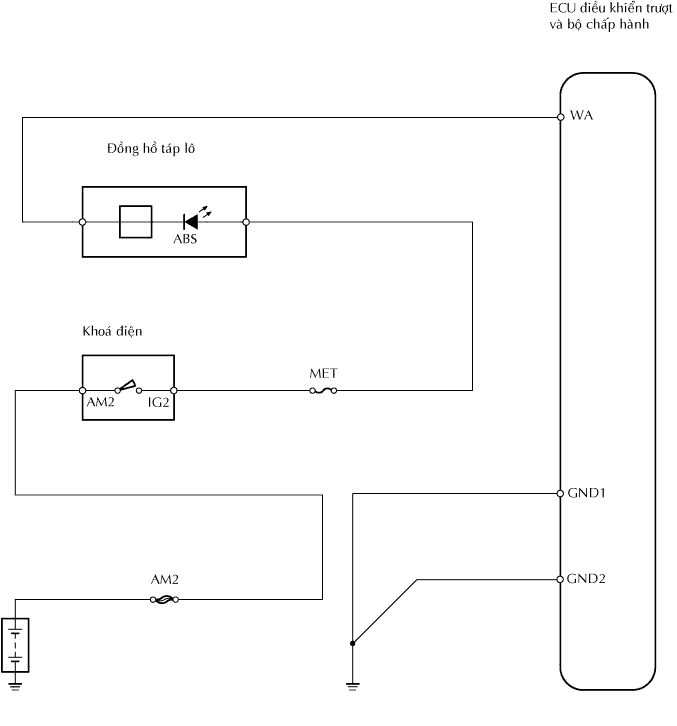 ECU điều khiển trượt
và bộ chấp hành
WA
Đồng hồ táp lô
ABS
Khoá điện
MET
AM2
IG2
GND1
AM2
GND2